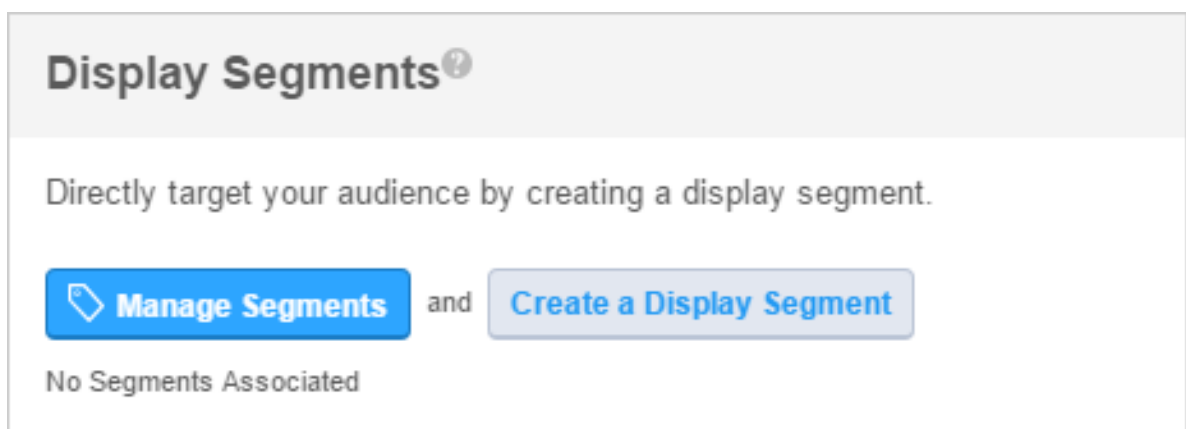 Display Segments?
Directly target your audience by creating a display segment.
Manage Segments and Create a Display Segment
No Segments Associated